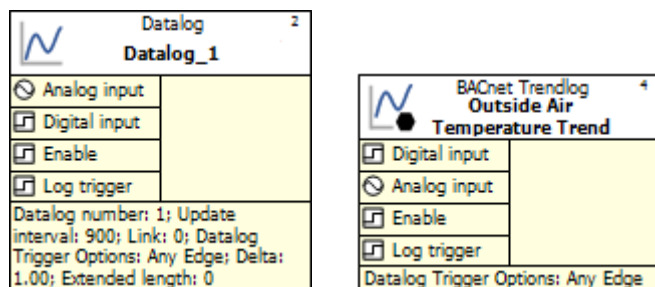 Datalog 2
Datalog_1
Analog input
Digital input
Enable
Log trigger
Datalog number: 1; Update
interval: 900; Link: 0; Datalog
Trigger Options: Any Edge; Delta:
1.00; Extended length: 0
BACnet Trendlog 4
Outside Air
Temperature Trend
Digital input
Analog input
Enable
Log trigger
Datalog Trigger Options: Any Edge